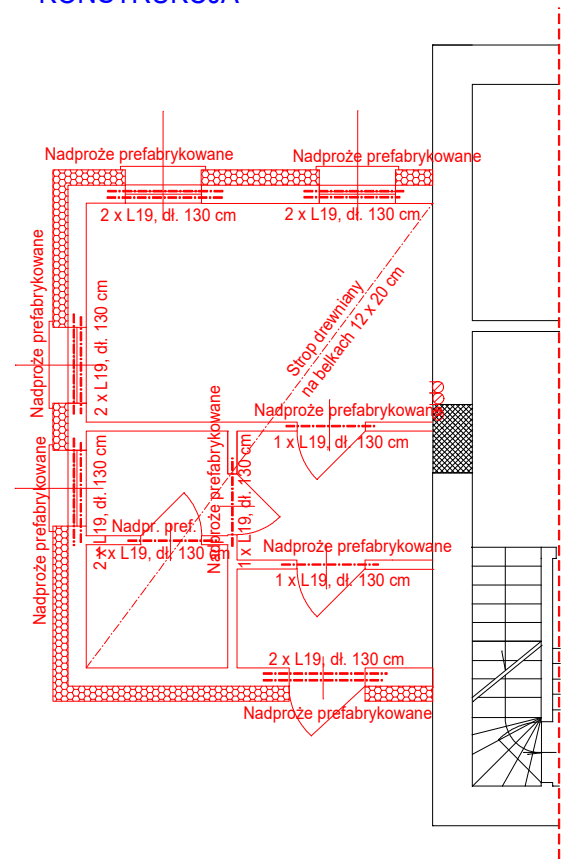 KONSTRUKCJA
Nadproże prefabrykowane
Nadproże prefabrykowane
2 x L19, dł. 130 cm
2 x L19, dł. 130 cm
Nadproże prefabrykowane
2 x L19, dł. 130 cm
Strop drewniany
na belkach 12 x 20 cm
Nadproże prefabrykowane
1 x L19, dł. 130 cm
Nadproże prefabrykowane
2 x L19, dł. 130 cm
Nadpr. pref.
x L19, dł. 130 cm
Nadproże prefabrykowane
1 x L19, dł. 130 cm
Nadproże prefabrykowane
1 x L19, dł. 130 cm
2 x L19, dł. 130 cm
Nadproże prefabrykowane